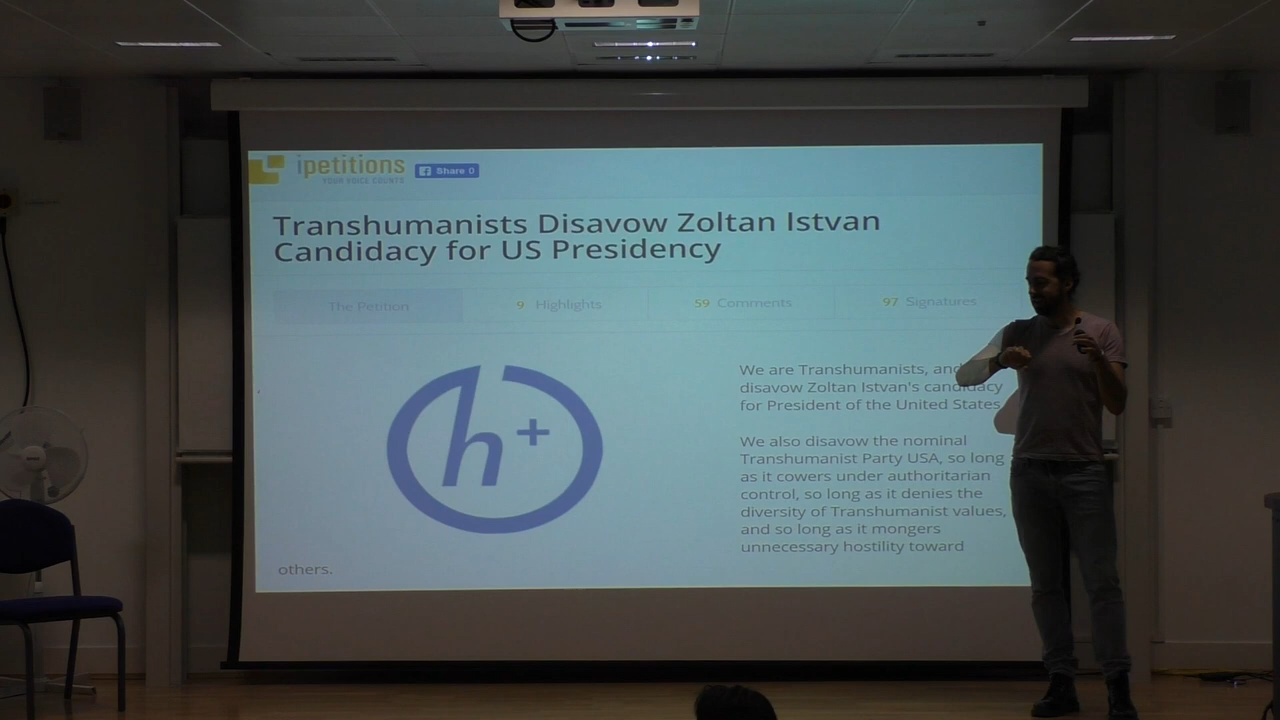 ipetitions
YOUR VOICE COUNTS
Share 0
Transhumanists Disavow Zoltan Istvan
Candidacy for US Presidency
The Petition
9 Highlights
59 Comments
97 Signatures
h+
We are Transhumanists, and
disavow Zoltan Istvan's candidacy
for President of the United States
We also disavow the nominal
Transhumanist Party USA, so long
as it cowers under authoritarian
control, so long as it denies the
diversity of Transhumanist values,
and so long as it mongers
unnecessary hostility toward
others.